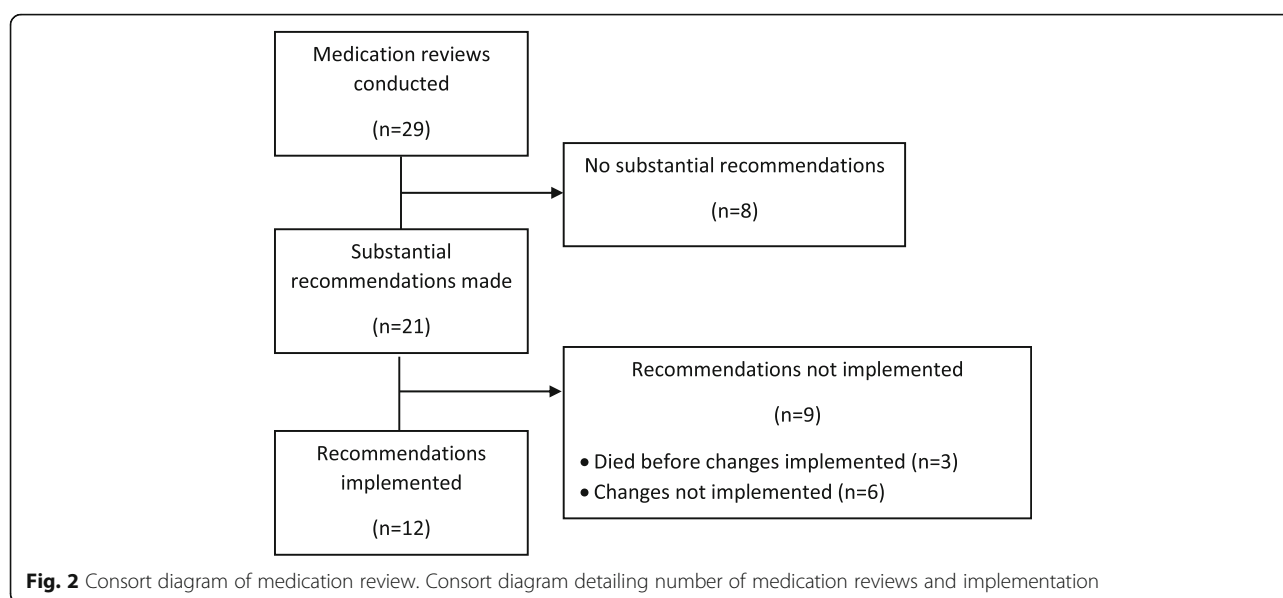 Medication reviews
conducted
(n=29)
No substantial recommendations
(n=8)
Substantial
recommendations made
(n=21)
Recommendations not implemented
(n=9)
• Died before changes implemented (n=3)
• Changes not implemented (n=6)
Recommendations
implemented
(n=12)
Fig. 2 Consort diagram of medication review. Consort diagram detailing number of medication reviews and implementation